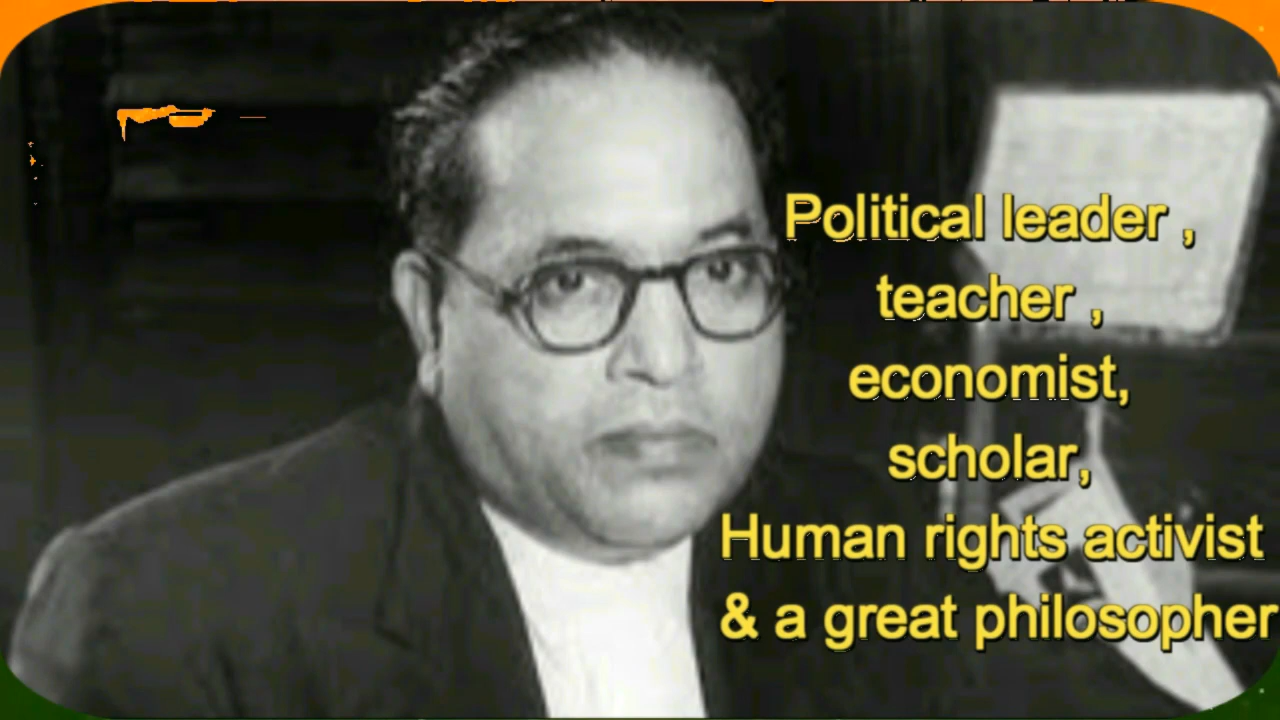 Political leader ,
teacher ,
economist,
scholar,
Human rights activist
& a great philosopher